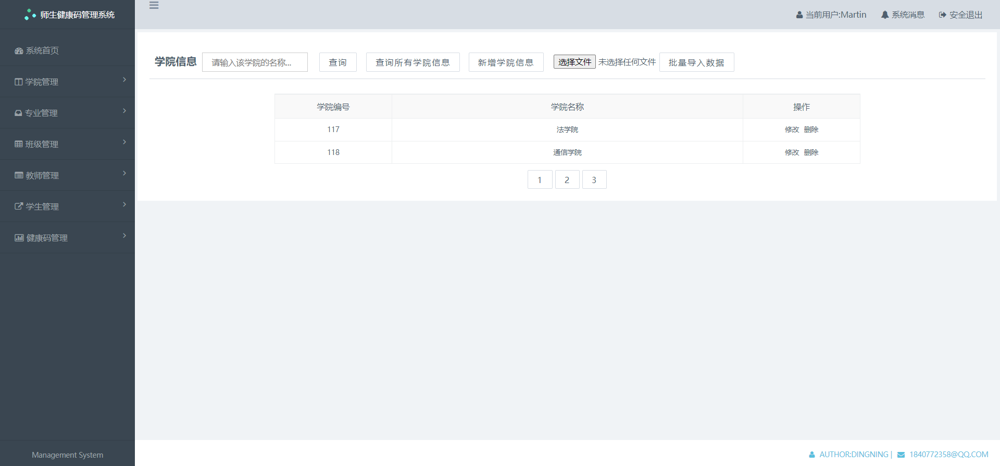 师生健康码管理系统
当前用户:Martin 系统消息 安全退出
系统首页
学院管理
专业管理
班级管理
教师管理
学生管理
健康码管理
Management System
学院信息 请输入该学院的名称... 查询 查询所有学院信息 新增学院信息 选择文件 未选择任何文件 批量导入数据
学院编号 学院名称 操作
117 法学院 修改 删除
118 通信学院 修改 删除
1 2 3
AUTHOR:DINGNING | 1840772358@QQ.COM